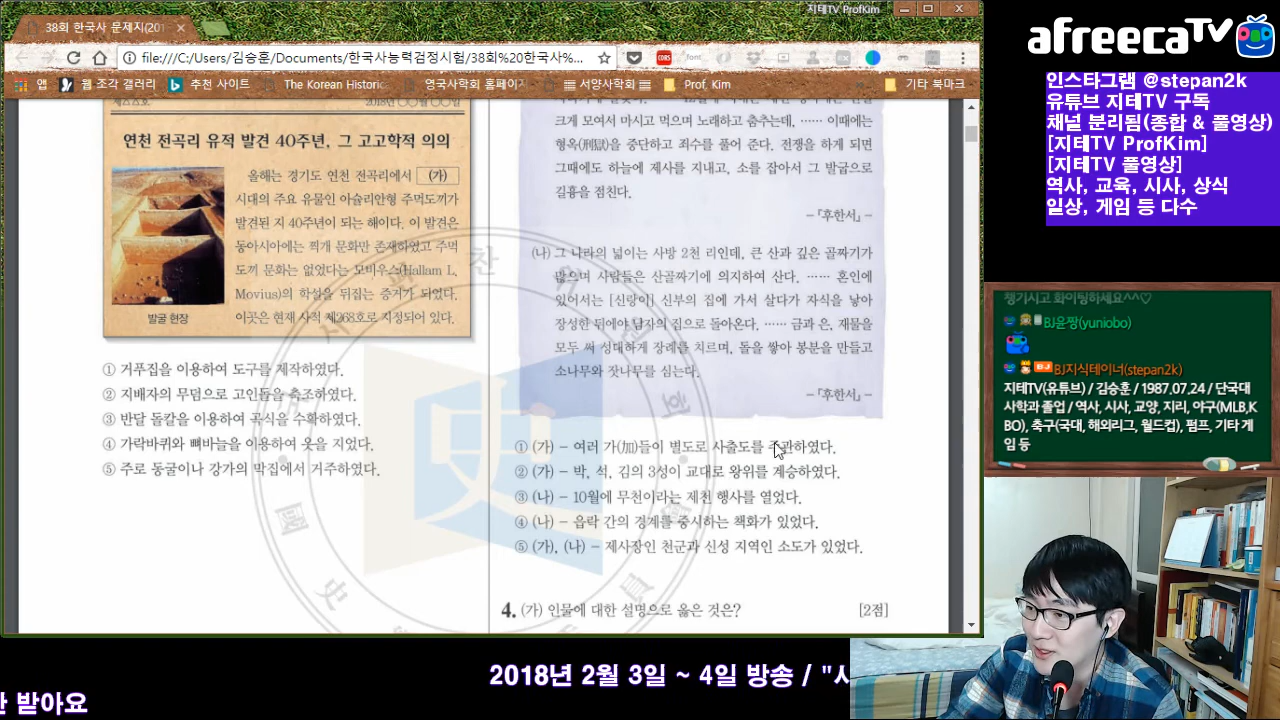 지테TV ProfKim
38회 한국사 문제지(201
file:///C:/Users/김승훈/Documents/한국사능력검정시험/38회%20한국사%...
앱
웹 조각 갤러리
추천 사이트
The Korean Historic
영국사학회 홈페이지
서양사학회
Prof. Kim
기타 북마크
2018년 ○○월 ○○일
연천 전곡리 유적 발견 40주년, 그 고고학적 의의
올해는 경기도 연천 전곡리에서 (가)
시대의 주요 유물인 아슐리안형 주먹도끼가
발견된 지 40주년이 되는 해이다. 이 발견은
동아시아에는 찍개 문화만 존재하였고 주먹
도끼 문화는 없었다는 모비우스(Hallam L.
Movius)의 학설을 뒤집는 증거가 되었다.
이곳은 현재 사적 제268호로 지정되어 있다.
발굴 현장
① 거푸집을 이용하여 도구를 제작하였다.
② 지배자의 무덤으로 고인돌을 축조하였다.
③ 반달 돌칼을 이용하여 곡식을 수확하였다.
④ 가락바퀴와 뼈바늘을 이용하여 옷을 지었다.
⑤ 주로 동굴이나 강가의 막집에서 거주하였다.
크게 모여서 마시고 먹으며 노래하고 춤추는데, …… 이때에는
형옥(刑獄)을 중단하고 죄수를 풀어 준다. 전쟁을 하게 되면
그때에도 하늘에 제사를 지내고, 소를 잡아서 그 발굽으로
길흉을 점친다.
-『후한서』-
(나) 그 나라의 넓이는 사방 2천 리인데, 큰 산과 깊은 골짜기가
많으며 사람들은 산골짜기에 의지하여 산다. …… 혼인에
있어서는 [신랑이] 신부의 집에 가서 살다가 자식을 낳아
장성한 뒤에야 남자의 집으로 돌아온다. …… 금과 은, 재물을
모두 써 성대하게 장례를 치르며, 돌을 쌓아 봉분을 만들고
소나무와 잣나무를 심는다.
-『후한서』-
① (가) - 여러 가(加)들이 별도로 사출도를 주관하였다.
② (가) - 박, 석, 김의 3성이 교대로 왕위를 계승하였다.
③ (나) - 10월에 무천이라는 제천 행사를 열었다.
④ (나) - 읍락 간의 경계를 중시하는 책화가 있었다.
⑤ (가), (나) - 제사장인 천군과 신성 지역인 소도가 있었다.
4. (가) 인물에 대한 설명으로 옳은 것은? [2점]
afreecaTV
인스타그램 @stepan2k
유튜브 지테TV 구독
채널 분리됨(종합 & 풀영상)
[지테TV ProfKim]
[지테TV 풀영상]
역사, 교육, 시사, 상식
일상, 게임 등 다수
챙기시고 화이팅하세요^^♡
BJ윤짱(yuniobo)
BJ지식테이너(stepan2k)
지테TV(유튜브) / 김승훈 / 1987.07.24 / 단국대
사학과 졸업 / 역사, 시사, 교양, 지리, 야구(MLB,K
BO), 축구(국대, 해외리그, 월드컵), 펌프, 기타 게
임 등
2018년 2월 3일 ~ 4일 방송 / "시
받아요